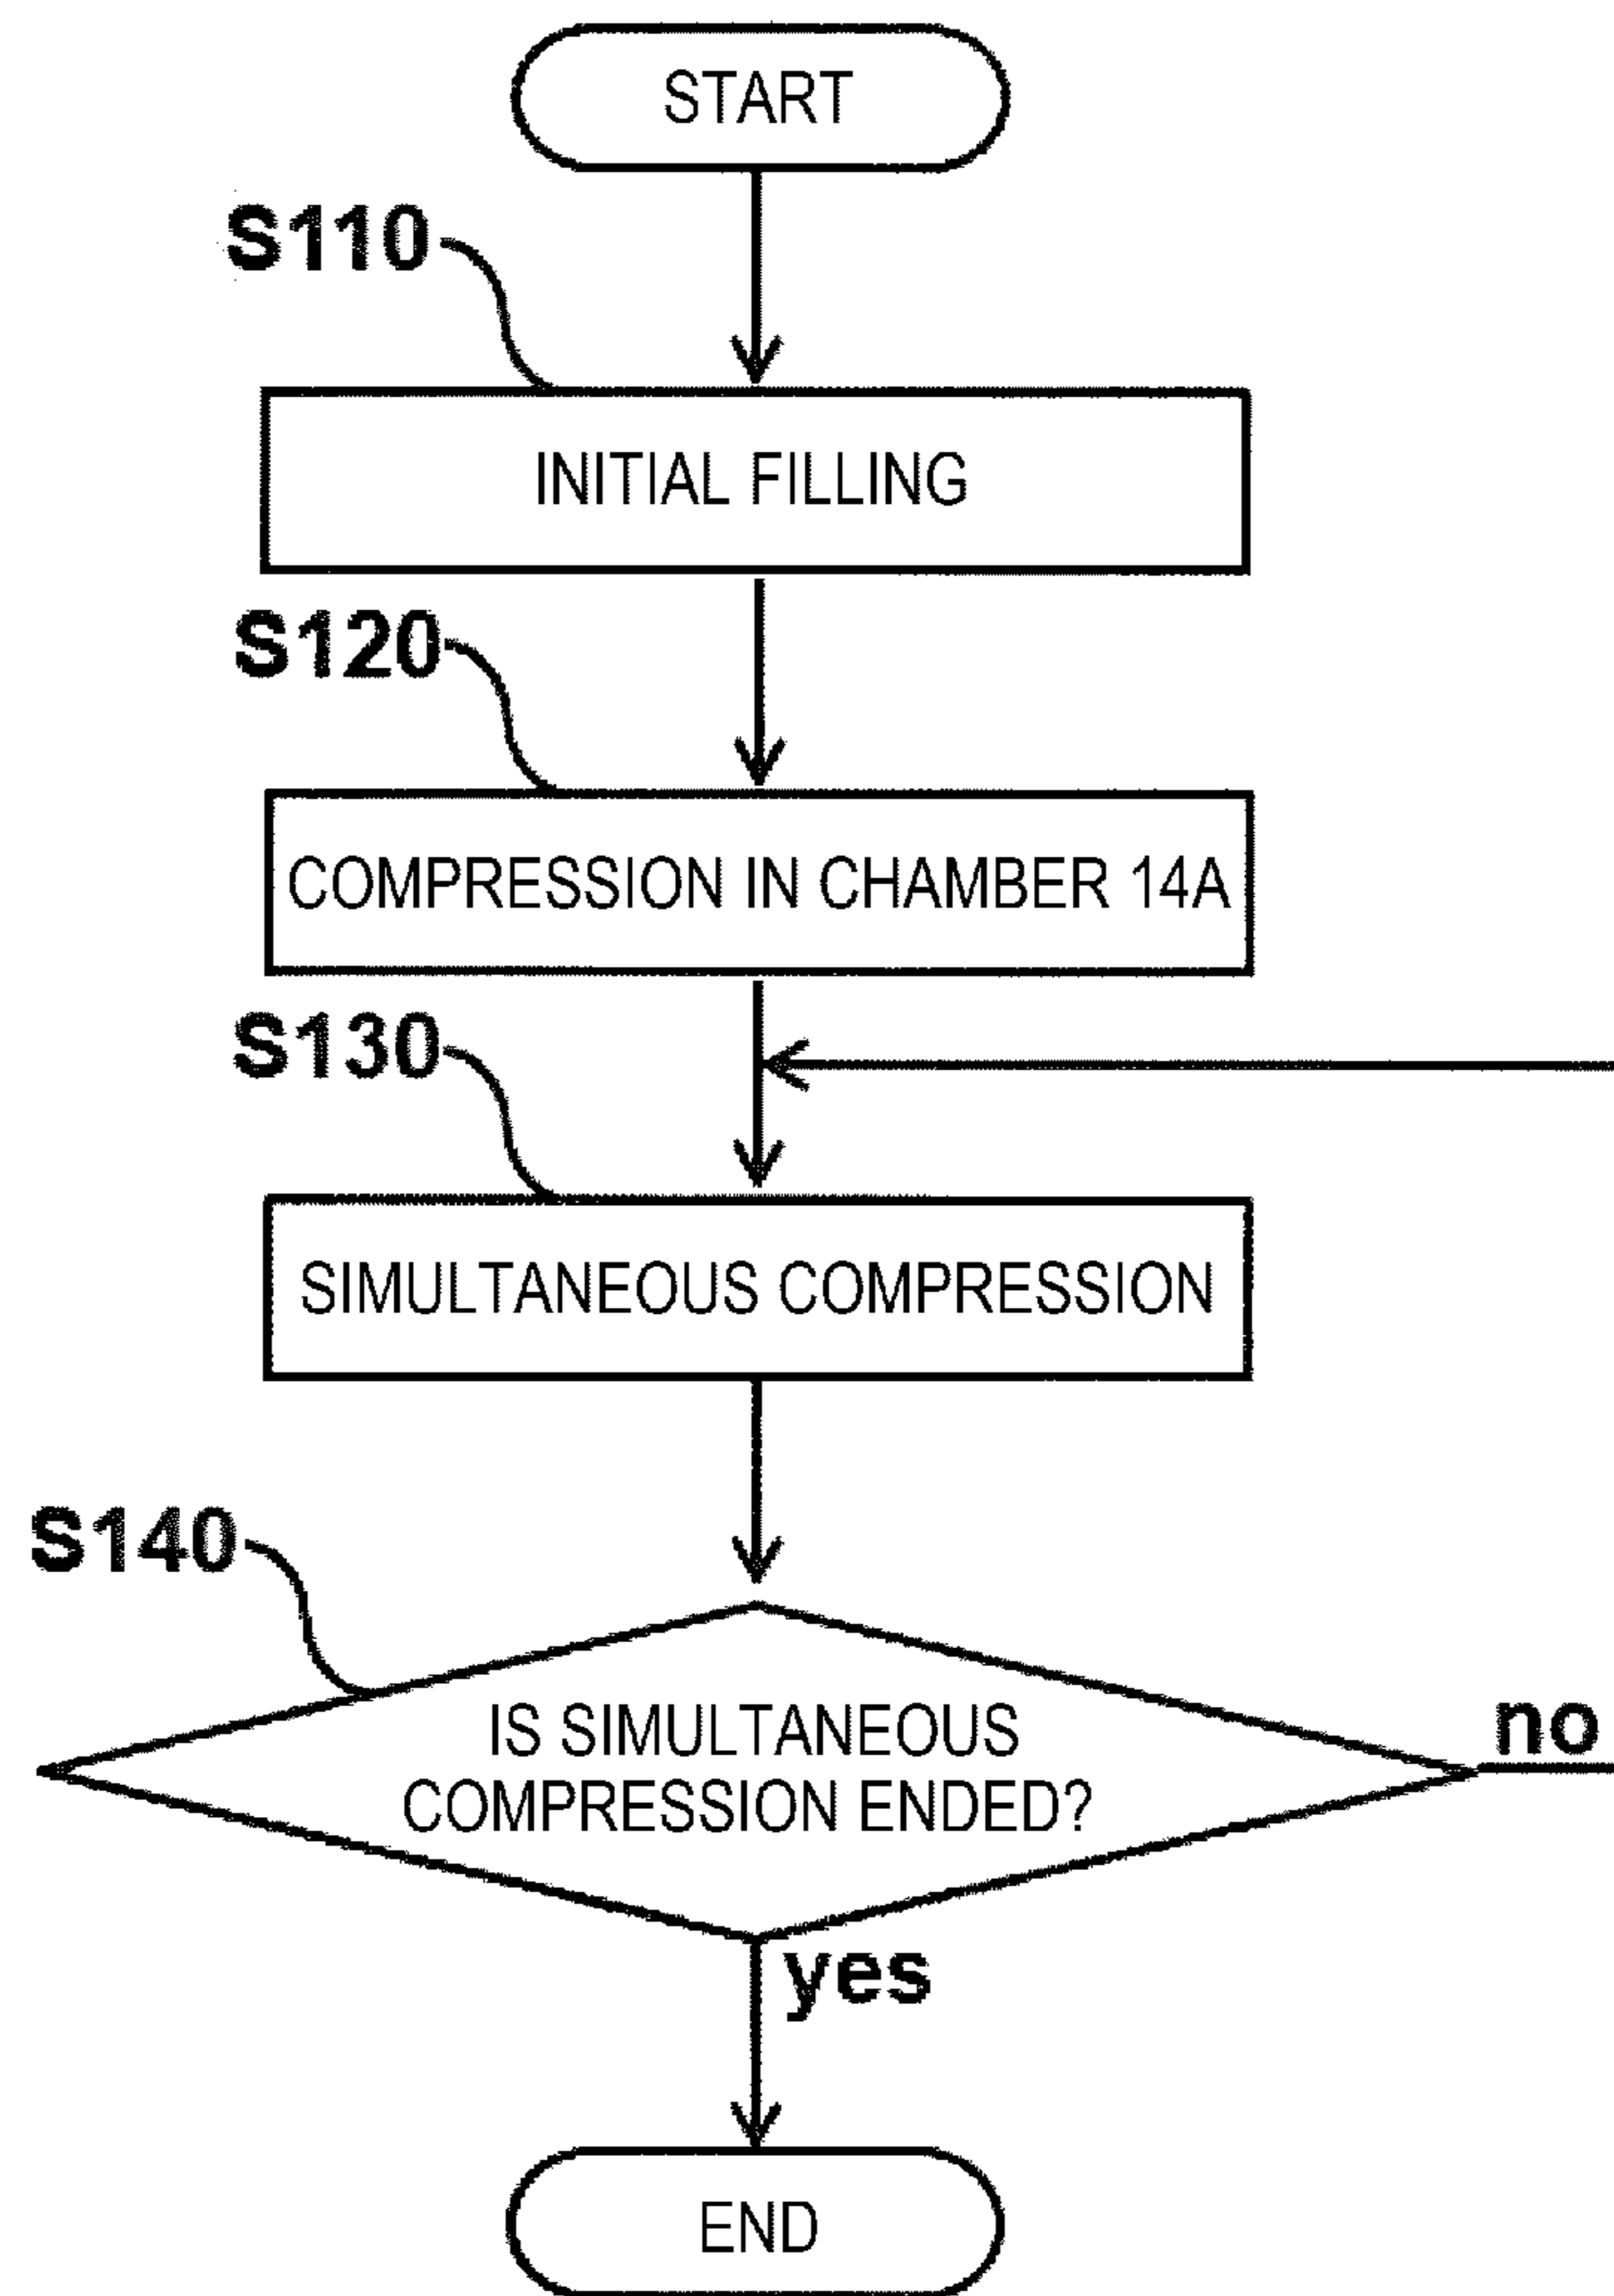 START
S110
INITIAL FILLING
S120
COMPRESSION IN CHAMBER 14A
S130
SIMULTANEOUS COMPRESSION
S140
IS SIMULTANEOUS
COMPRESSION ENDED?
no
yes
END